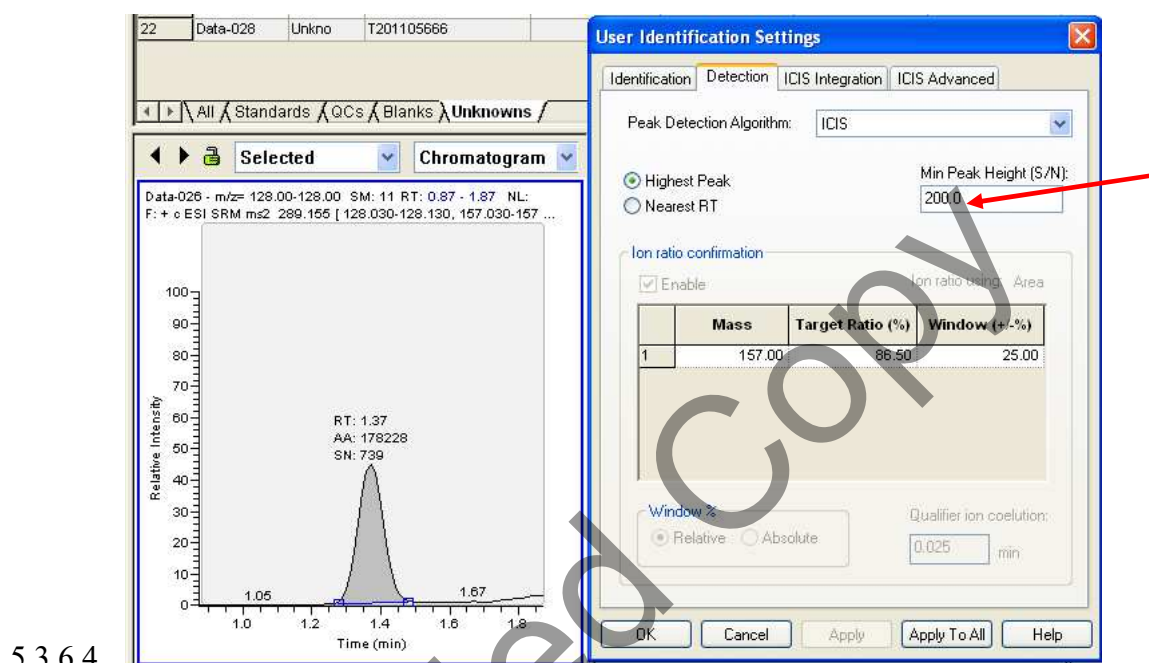 22 Data-028 Unkno T201105666
All Standards QCs Blanks Unknowns
Selected Chromatogram
Data-026 - m/z= 128.00-128.00 SM: 11 RT: 0.87 - 1.87 NL:
F: + c ESI SRM ms2 289.155 [ 128.030-128.130, 157.030-157 ...
100
90
80
70
60
50
40
30
20
10
0
Relative Intensity
RT: 1.37
AA: 178228
SN: 739
1.05
1.67
1.0 1.2 1.4 1.6 1.8
Time (min)
User Identification Settings
Identification Detection ICIS Integration ICIS Advanced
Peak Detection Algorithm: ICIS
Highest Peak
Nearest RT
Min Peak Height (S/N):
200.0
Ion ratio confirmation
Enable
Ion ratio using: Area
Mass Target Ratio (%) Window (+/-%)
1 157.00 86.50 25.00
Window %
Relative Absolute
Qualifier ion coelution:
0.025 min
OK Cancel Apply Apply To All Help
5.3.6.4
ed Copy